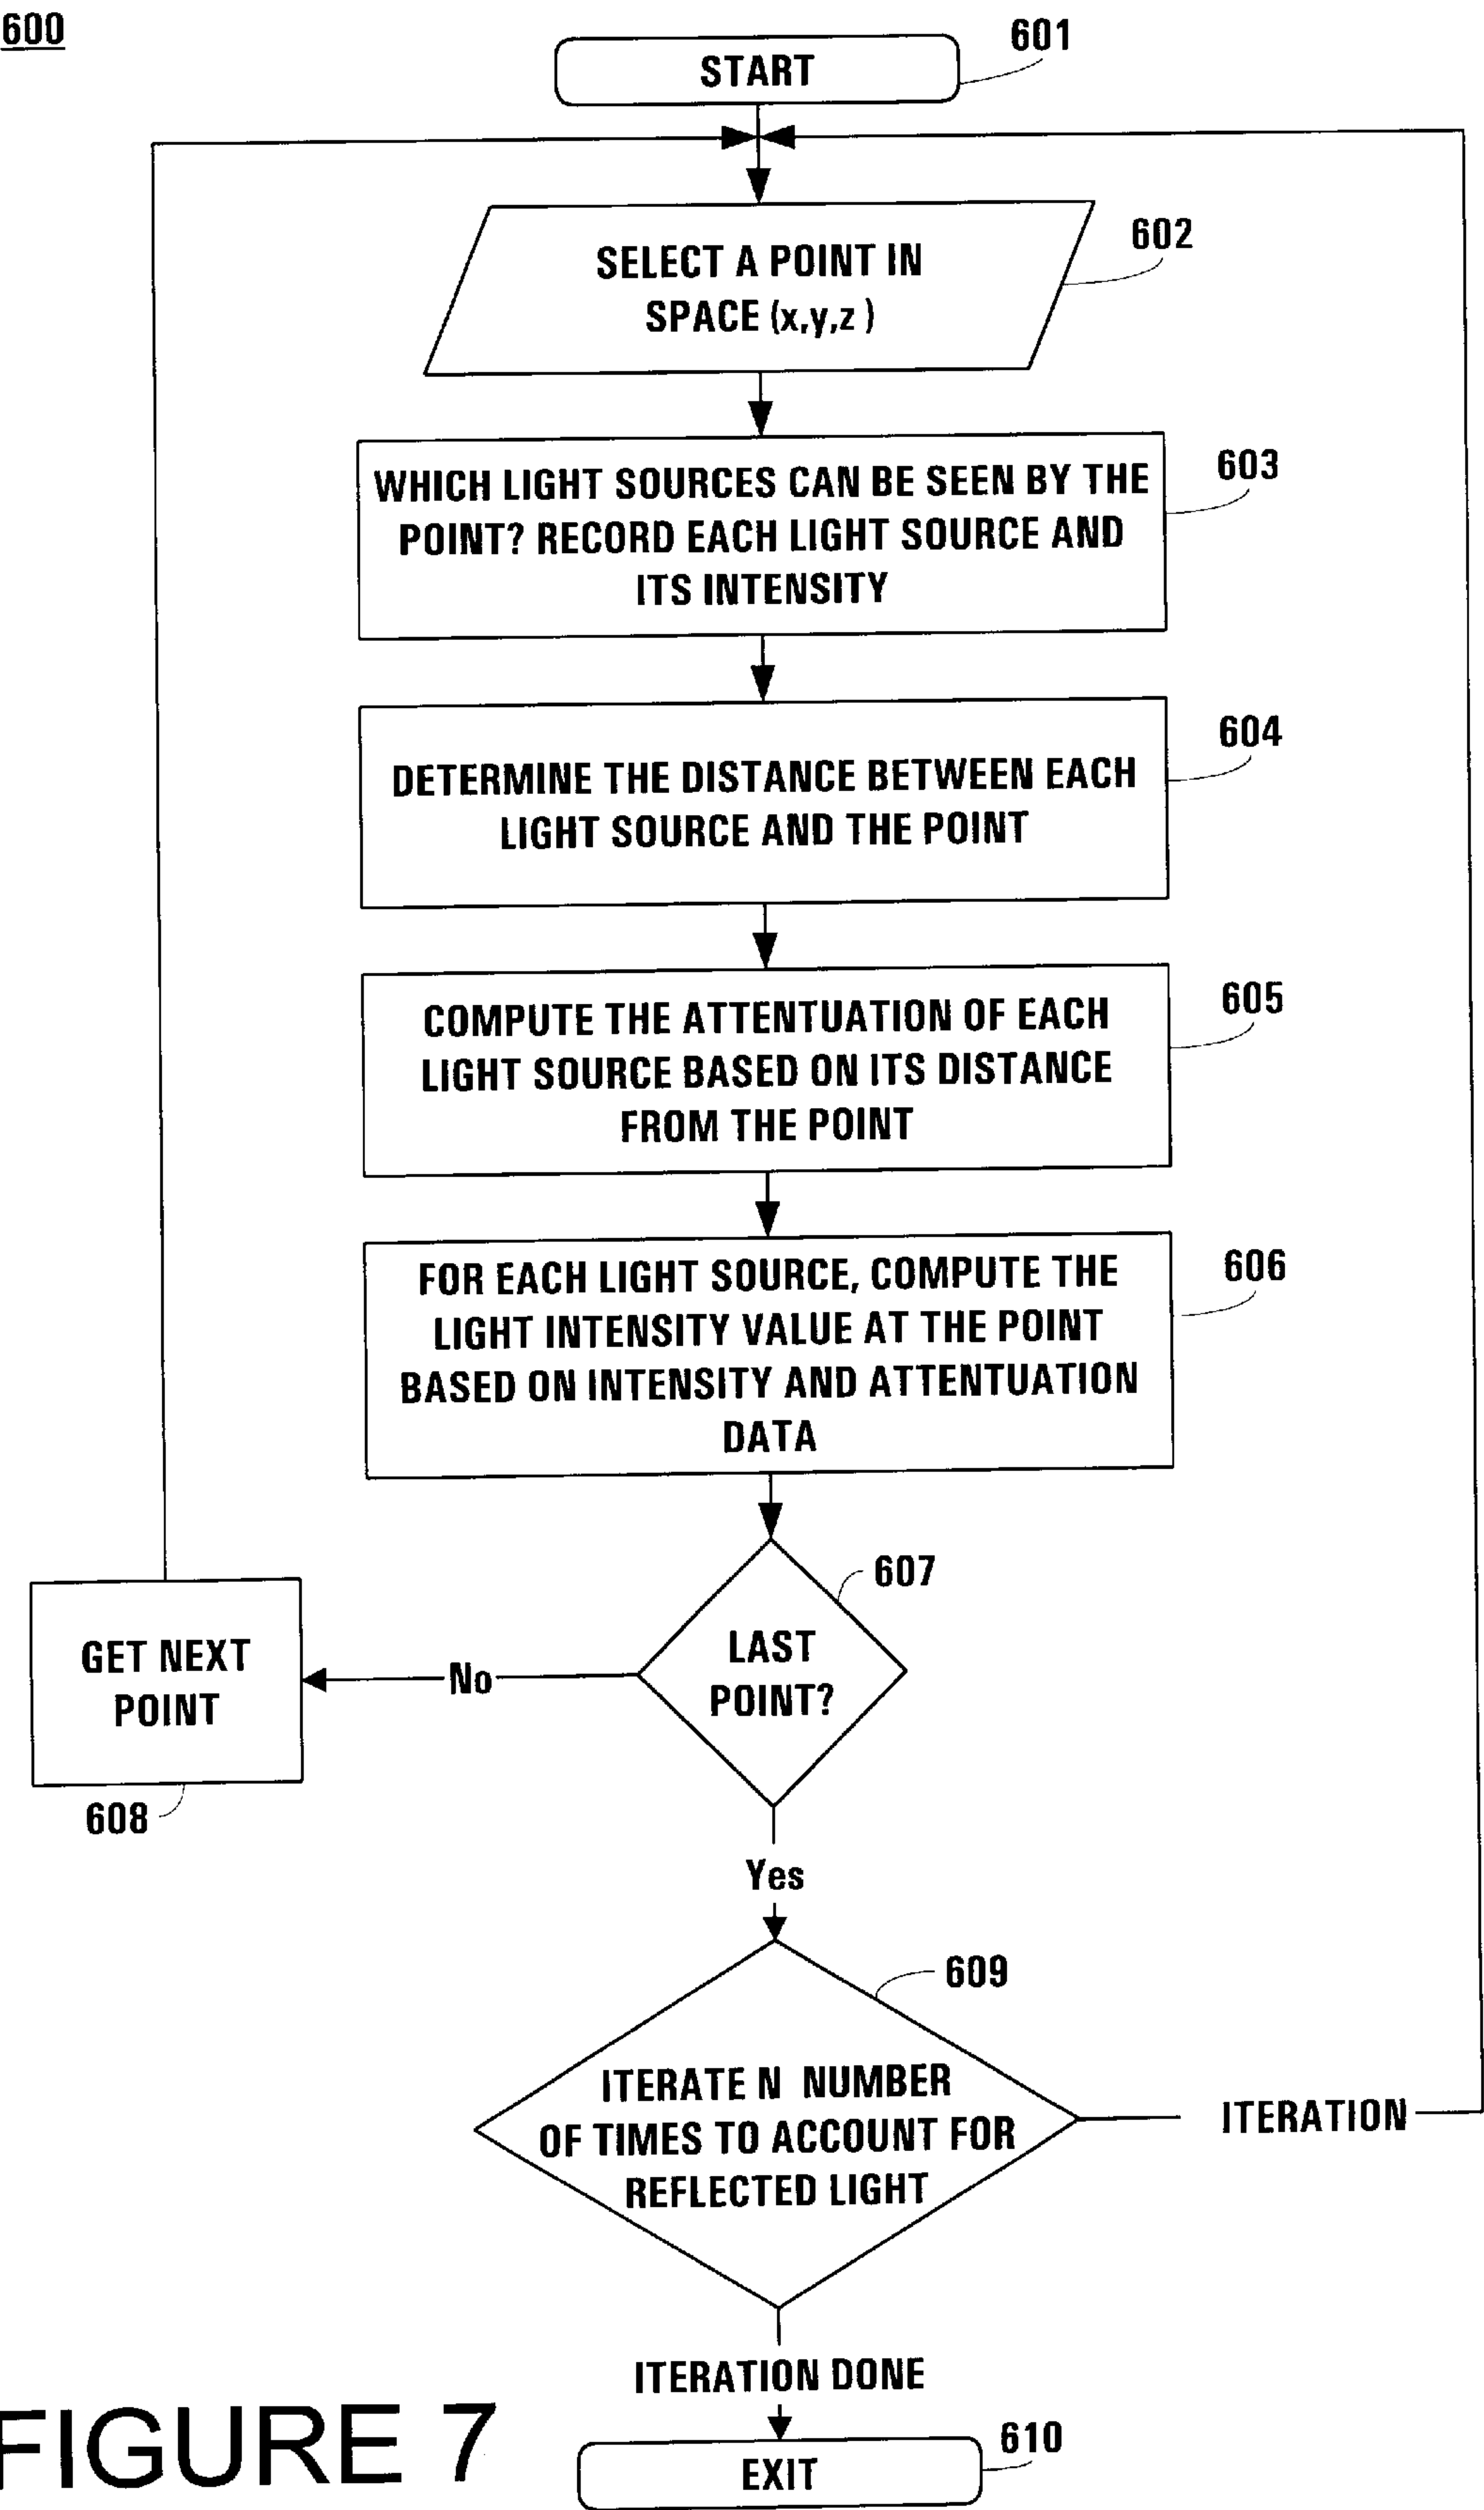 600
601
START
602
SELECT A POINT IN
SPACE (x,y,z )
603
WHICH LIGHT SOURCES CAN BE SEEN BY THE
POINT? RECORD EACH LIGHT SOURCE AND
ITS INTENSITY
604
DETERMINE THE DISTANCE BETWEEN EACH
LIGHT SOURCE AND THE POINT
605
COMPUTE THE ATTENTUATION OF EACH
LIGHT SOURCE BASED ON ITS DISTANCE
FROM THE POINT
606
FOR EACH LIGHT SOURCE, COMPUTE THE
LIGHT INTENSITY VALUE AT THE POINT
BASED ON INTENSITY AND ATTENTUATION
DATA
607
LAST
POINT?
No
GET NEXT
POINT
608
Yes
609
ITERATE N NUMBER
OF TIMES TO ACCOUNT FOR
REFLECTED LIGHT
ITERATION
ITERATION DONE
610
EXIT
FIGURE 7